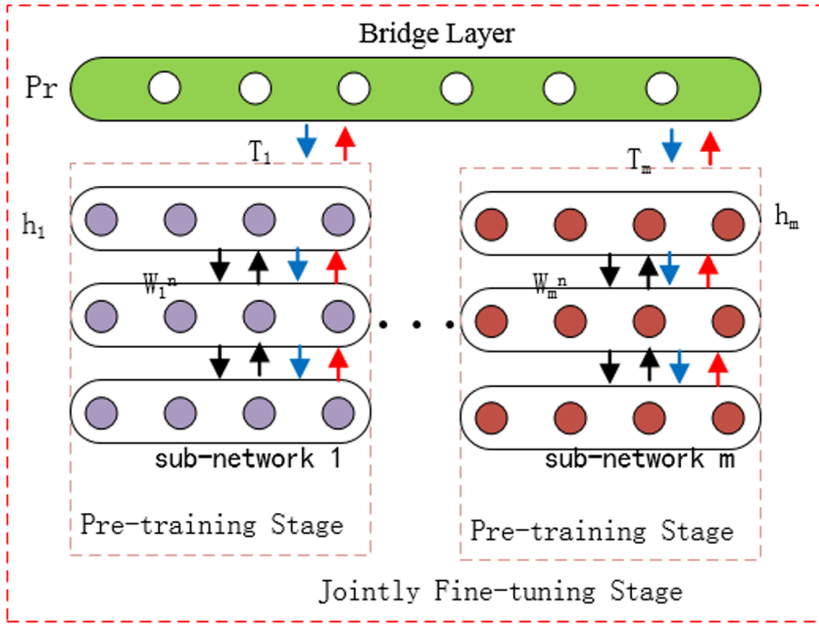 Bridge Layer
Pr
T₁
Tₘ
h₁
hₘ
W₁ⁿ
Wₘⁿ
. . .
sub-network 1
sub-network m
Pre-training Stage
Pre-training Stage
Jointly Fine-tuning Stage